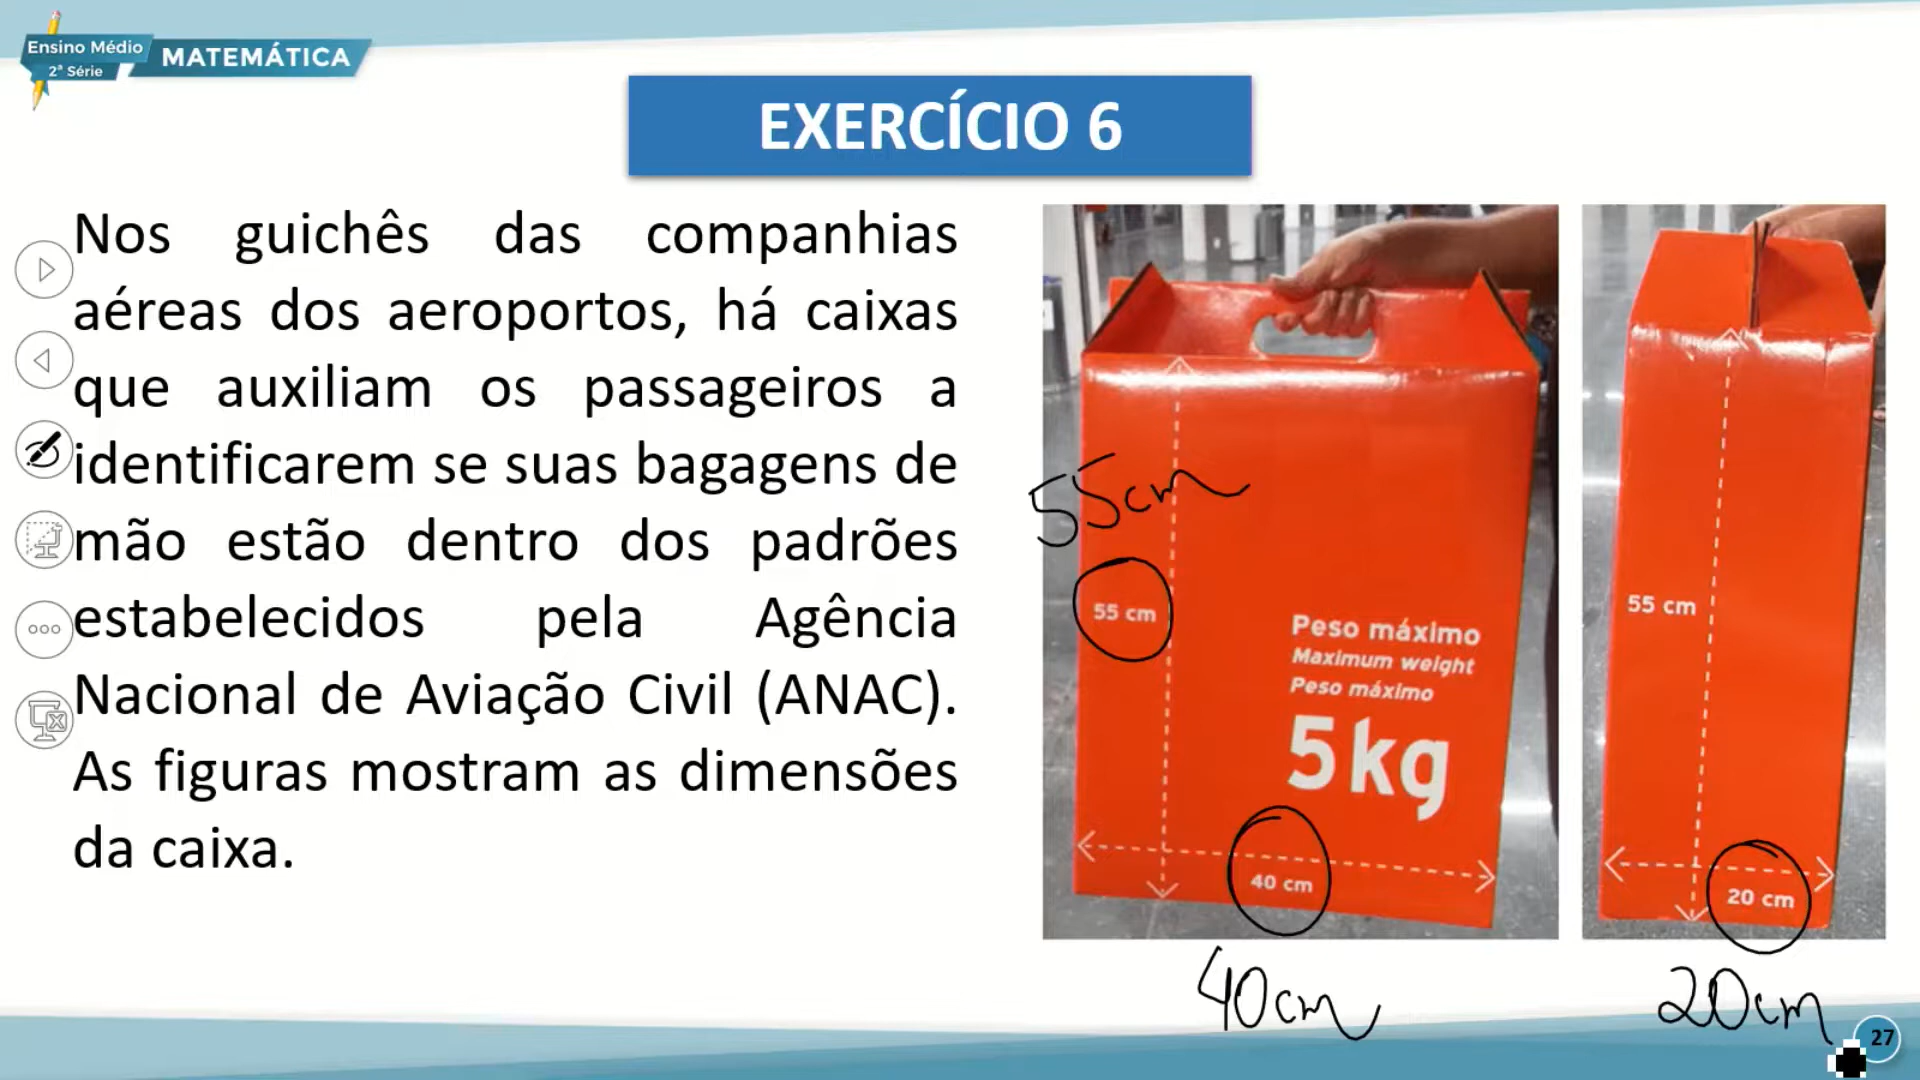 Ensino Médio
2ª Série
MATEMÁTICA
EXERCÍCIO 6
Nos guichês das companhias
aéreas dos aeroportos, há caixas
que auxiliam os passageiros a
identificarem se suas bagagens de
mão estão dentro dos padrões
estabelecidos pela Agência
Nacional de Aviação Civil (ANAC).
As figuras mostram as dimensões
da caixa.
55cm
55 cm
Peso máximo
Maximum weight
Peso máximo
5kg
40 cm
40cm
55 cm
20 cm
20cm
27